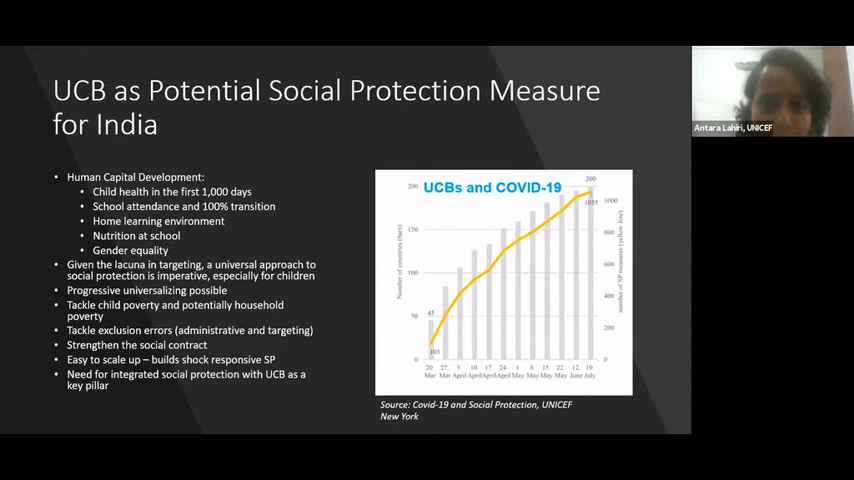 UCB as Potential Social Protection Measure
for India
Antara Lahiri, UNICEF
• Human Capital Development:
• Child health in the first 1,000 days
• School attendance and 100% transition
• Home learning environment
• Nutrition at school
• Gender equality
• Given the lacuna in targeting, a universal approach to
social protection is imperative, especially for children
• Progressive universalizing possible
• Tackle child poverty and potentially household
poverty
• Tackle exclusion errors (administrative and targeting)
• Strengthen the social contract
• Easy to scale up – builds shock responsive SP
• Need for integrated social protection with UCB as a
key pillar
UCBs and COVID-19
Number of countries (bars)
200
150
100
50
0
45
103
200
1055
1000
800
600
400
200
0
number of SP measures (yellow line)
20. 27. 3. 10. 17. 24 1. 8. 15. 22. 12. 10.
Mar Mar April April April April May May May May June July
Source: Covid-19 and Social Protection, UNICEF
New York